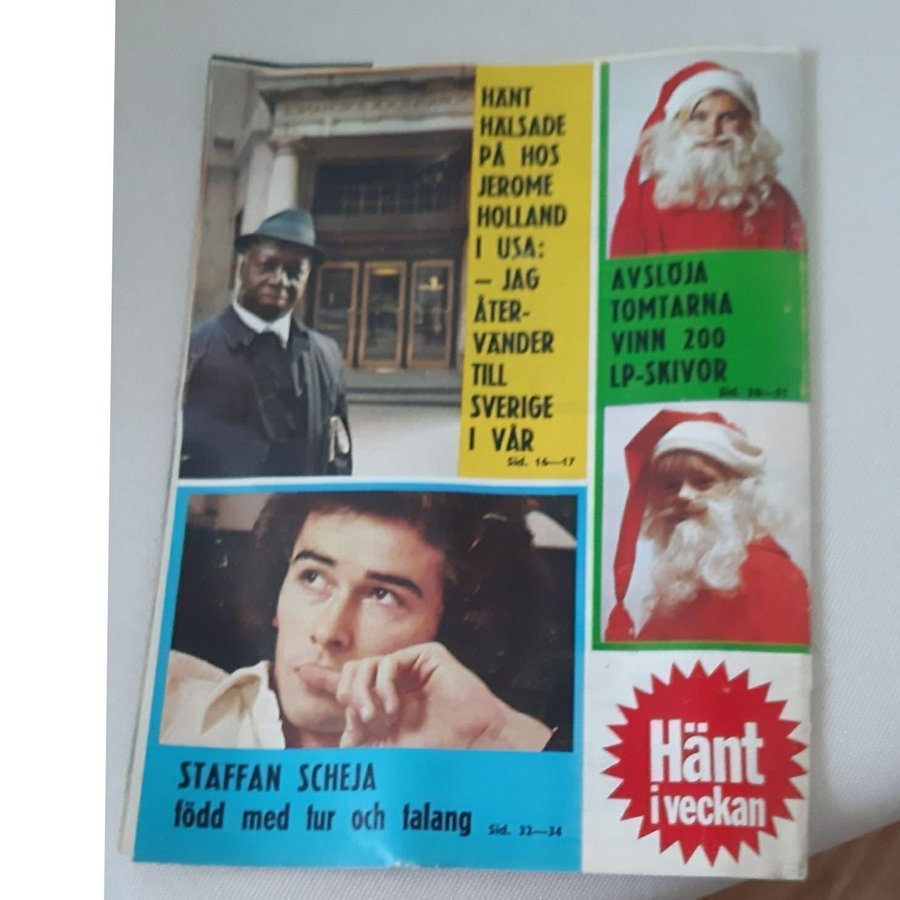 HÄNT
HÄLSADE
PÅ HOS
JEROME
HOLLAND
I USA:
– JAG
ÅTER-
VÄNDER
TILL
SVERIGE
I VÅR
Sid. 16—17
AVSLÖJA
TOMTARNA
VINN 200
LP-SKIVOR
Sid.
STAFFAN SCHEJA
född med tur och talang Sid. 32—34
Hänt
i veckan